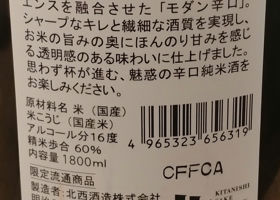 エンスを融合させた「モダン辛口」。
シャープなキレと繊細な酒質を実現し、
お米の旨みの奥にほんのり甘みを感じ
る、透明感のある味わいに仕上げました。
思わず杯が進む、魅惑の辛口純米酒を
お楽しみください。
原材料名 米(国産)
米こうじ(国産米)
アルコール分16度
精米歩合 60%
内容量 1800ml
4 965323 656319
CFFCA
限定流通商品
製造者：北西酒造株式会社
KITANISHI